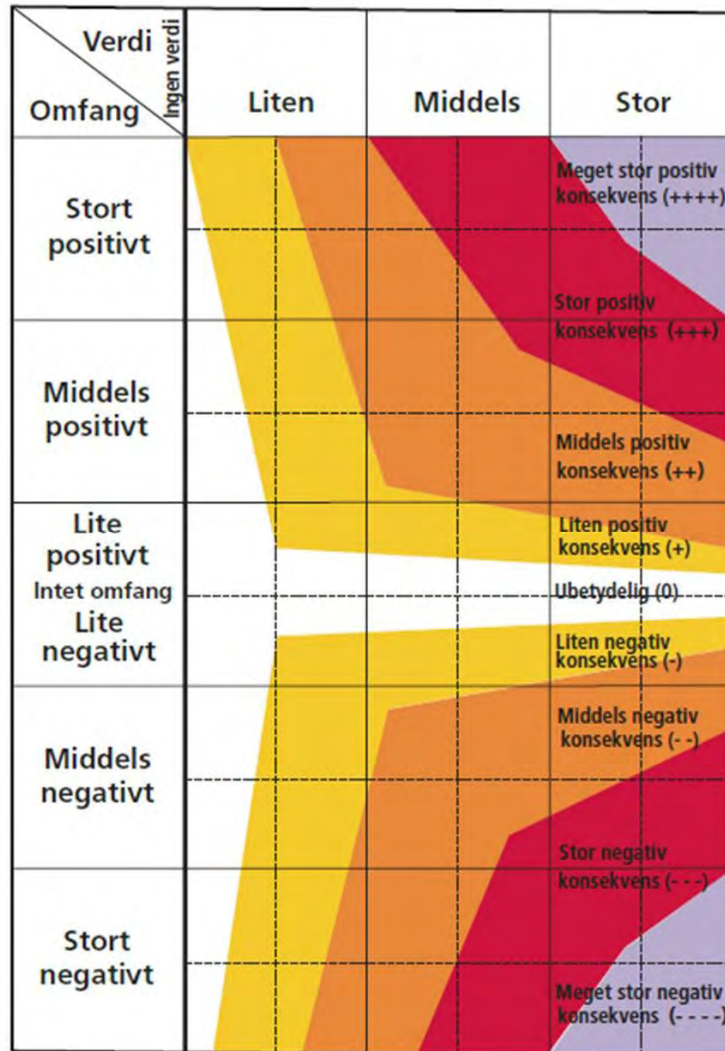 Verdi
Ingen verdi
Omfang
Liten
Middels
Stor
Stort
positivt
Meget stor positiv
konsekvens (++++)
Stor positiv
konsekvens (+++)
Middels
positivt
Middels positiv
konsekvens (++)
Lite
positivt
Liten positiv
konsekvens (+)
Intet omfang
Ubetydelig (0)
Lite
negativt
Liten negativ
konsekvens (-)
Middels
negativt
Middels negativ
konsekvens (- -)
Stor negativ
konsekvens (- - -)
Stort
negativt
Meget stor negativ
konsekvens (- - - -)